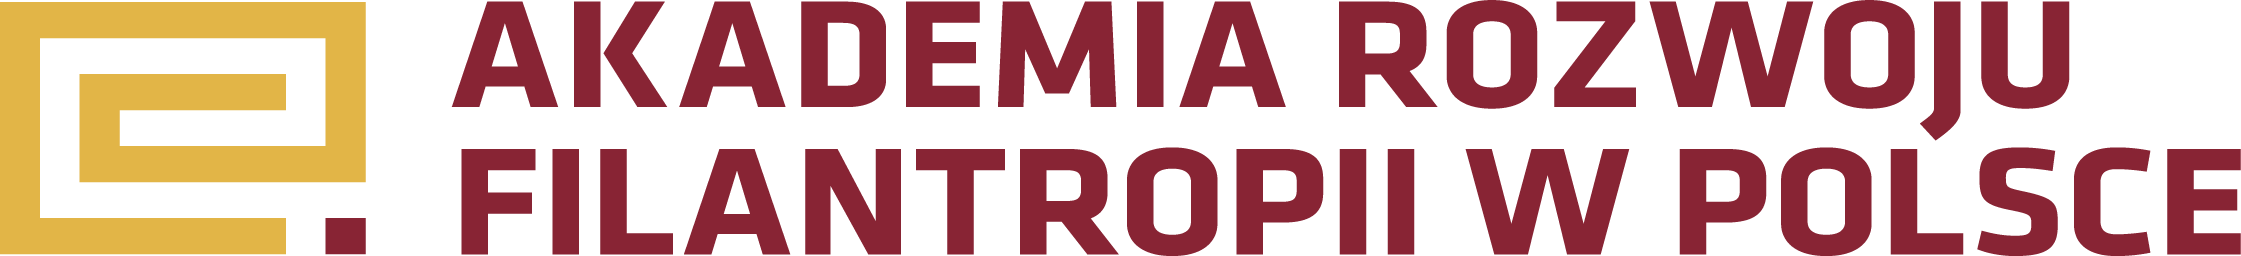 AKADEMIA ROZWOJU
FILANTROPII W POLSCE